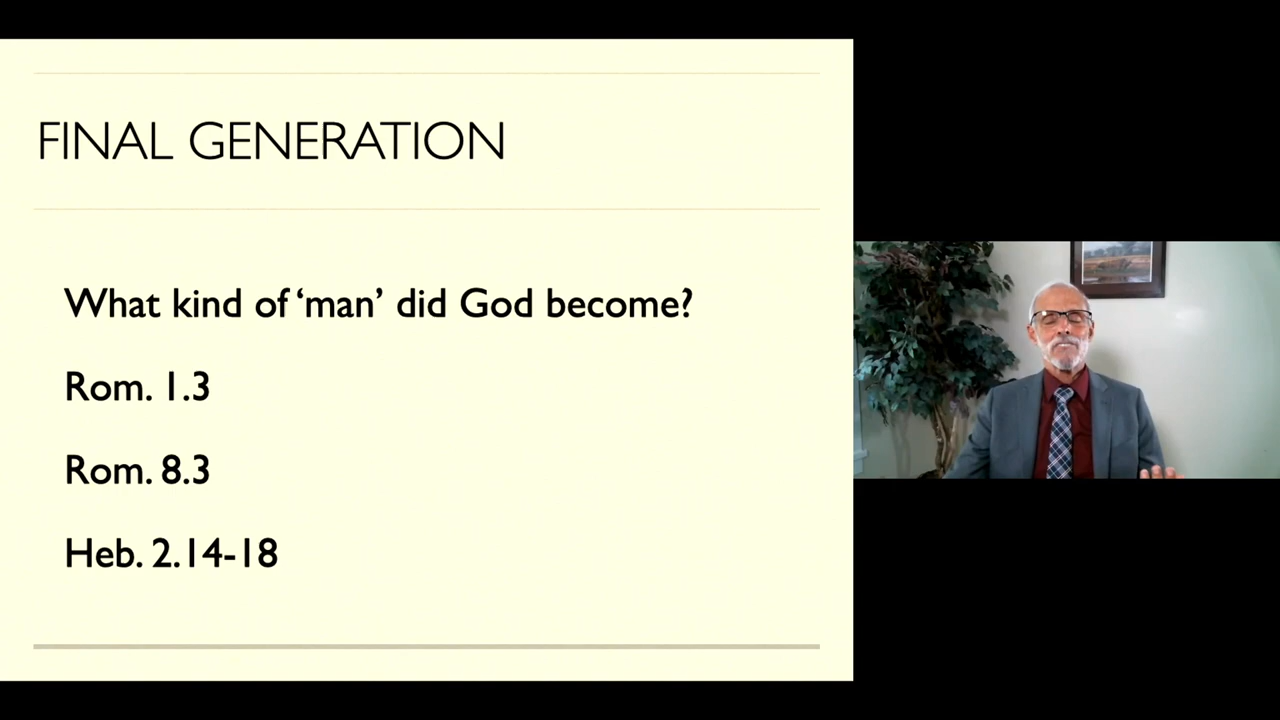 FINAL GENERATION
What kind of ‘man’ did God become?
Rom. 1.3
Rom. 8.3
Heb. 2.14-18